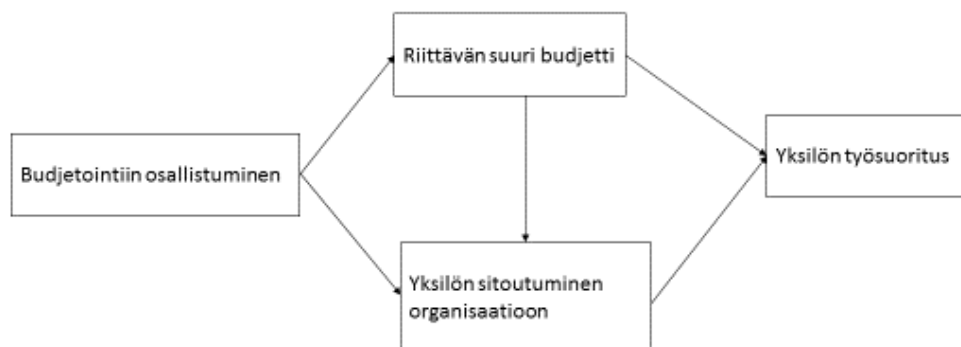 Riittävän suuri budjetti
Budjetointiin osallistuminen
Yksilön työsuoritus
Yksilön sitoutuminen
organisaatioon